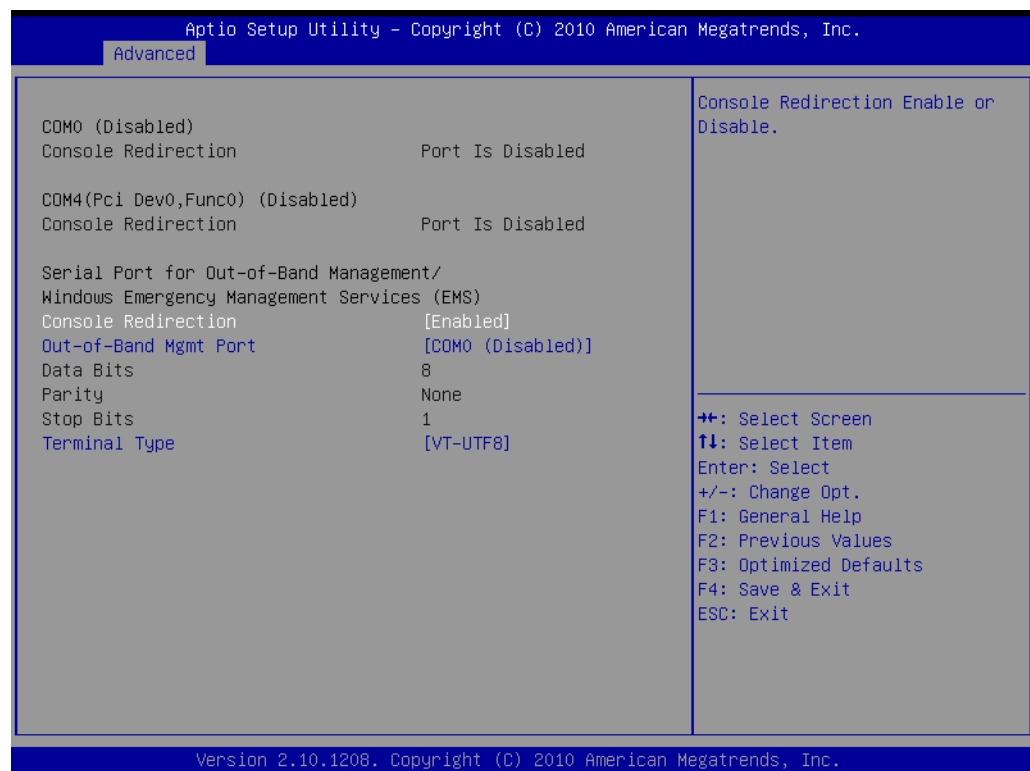 Aptio Setup Utility – Copyright (C) 2010 American Megatrends, Inc.
Advanced
COM0 (Disabled)
Console Redirection Port Is Disabled
COM4(Pci Dev0,Func0) (Disabled)
Console Redirection Port Is Disabled
Serial Port for Out-of-Band Management/
Windows Emergency Management Services (EMS)
Console Redirection [Enabled]
Out-of-Band Mgmt Port [COM0 (Disabled)]
Data Bits 8
Parity None
Stop Bits 1
Terminal Type [VT-UTF8]
Console Redirection Enable or
Disable.
→←: Select Screen
↑↓: Select Item
Enter: Select
+/-: Change Opt.
F1: General Help
F2: Previous Values
F3: Optimized Defaults
F4: Save & Exit
ESC: Exit
Version 2.10.1208. Copyright (C) 2010 American Megatrends, Inc.